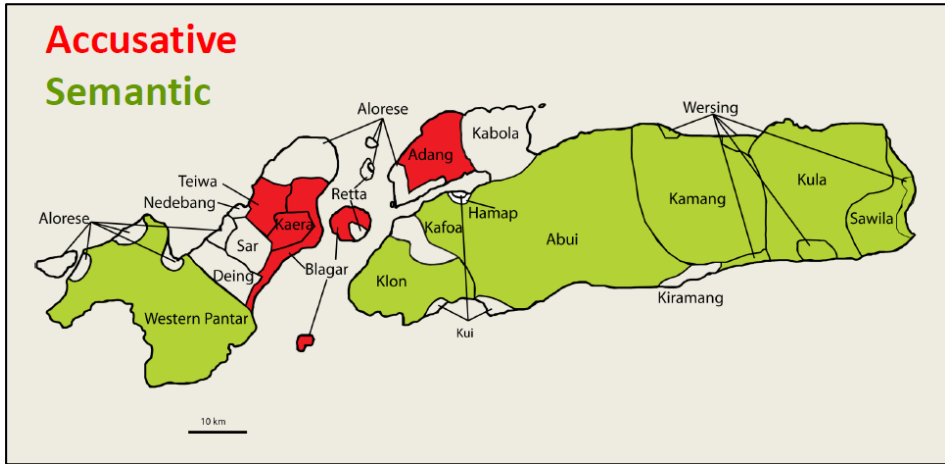 Accusative
Semantic
Alorese
Wersing
Kabola
Adang
Teiwa
Kula
Retta
Nedebang
Kamang
Hamap
Alorese
Kaera
Sawila
Kafoa
Sar
Abui
Blagar
Deing
Klon
Kiramang
Western Pantar
Kui
10 km